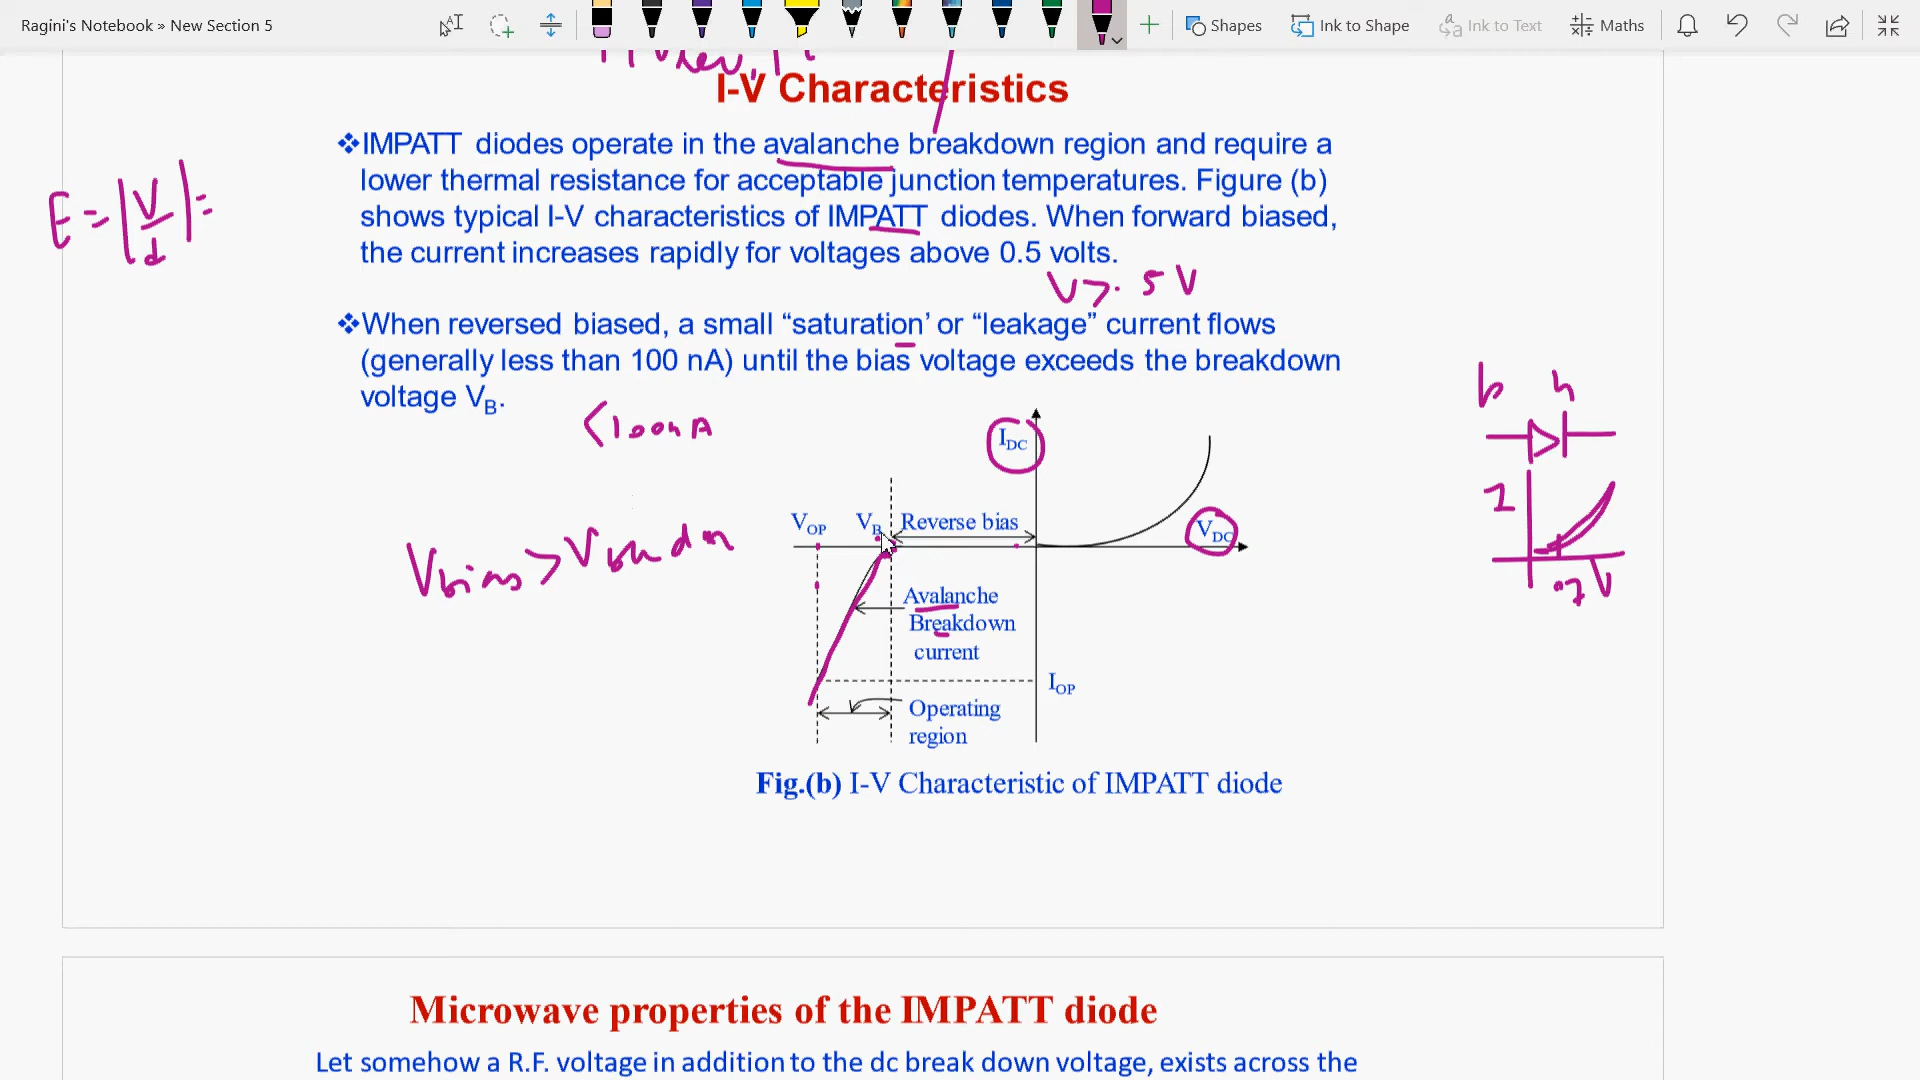 Ragini's Notebook » New Section 5
Shapes
Ink to Shape
Ink to Text
Maths
I-V Characteristics
❖IMPATT diodes operate in the avalanche breakdown region and require a
lower thermal resistance for acceptable junction temperatures. Figure (b)
shows typical I-V characteristics of IMPATT diodes. When forward biased,
the current increases rapidly for voltages above 0.5 volts.
E = |V/d| =
V > .5 V
❖When reversed biased, a small “saturation’ or “leakage” current flows
(generally less than 100 nA) until the bias voltage exceeds the breakdown
voltage VB.
<100nA
IDC
VOP
VB
Reverse bias
VDC
Vbias >
Avalanche
Breakdown
current
IOP
Operating
region
Fig.(b) I-V Characteristic of IMPATT diode
I
.7 V
Microwave properties of the IMPATT diode
Let somehow a R.F. voltage in addition to the dc break down voltage, exists across the